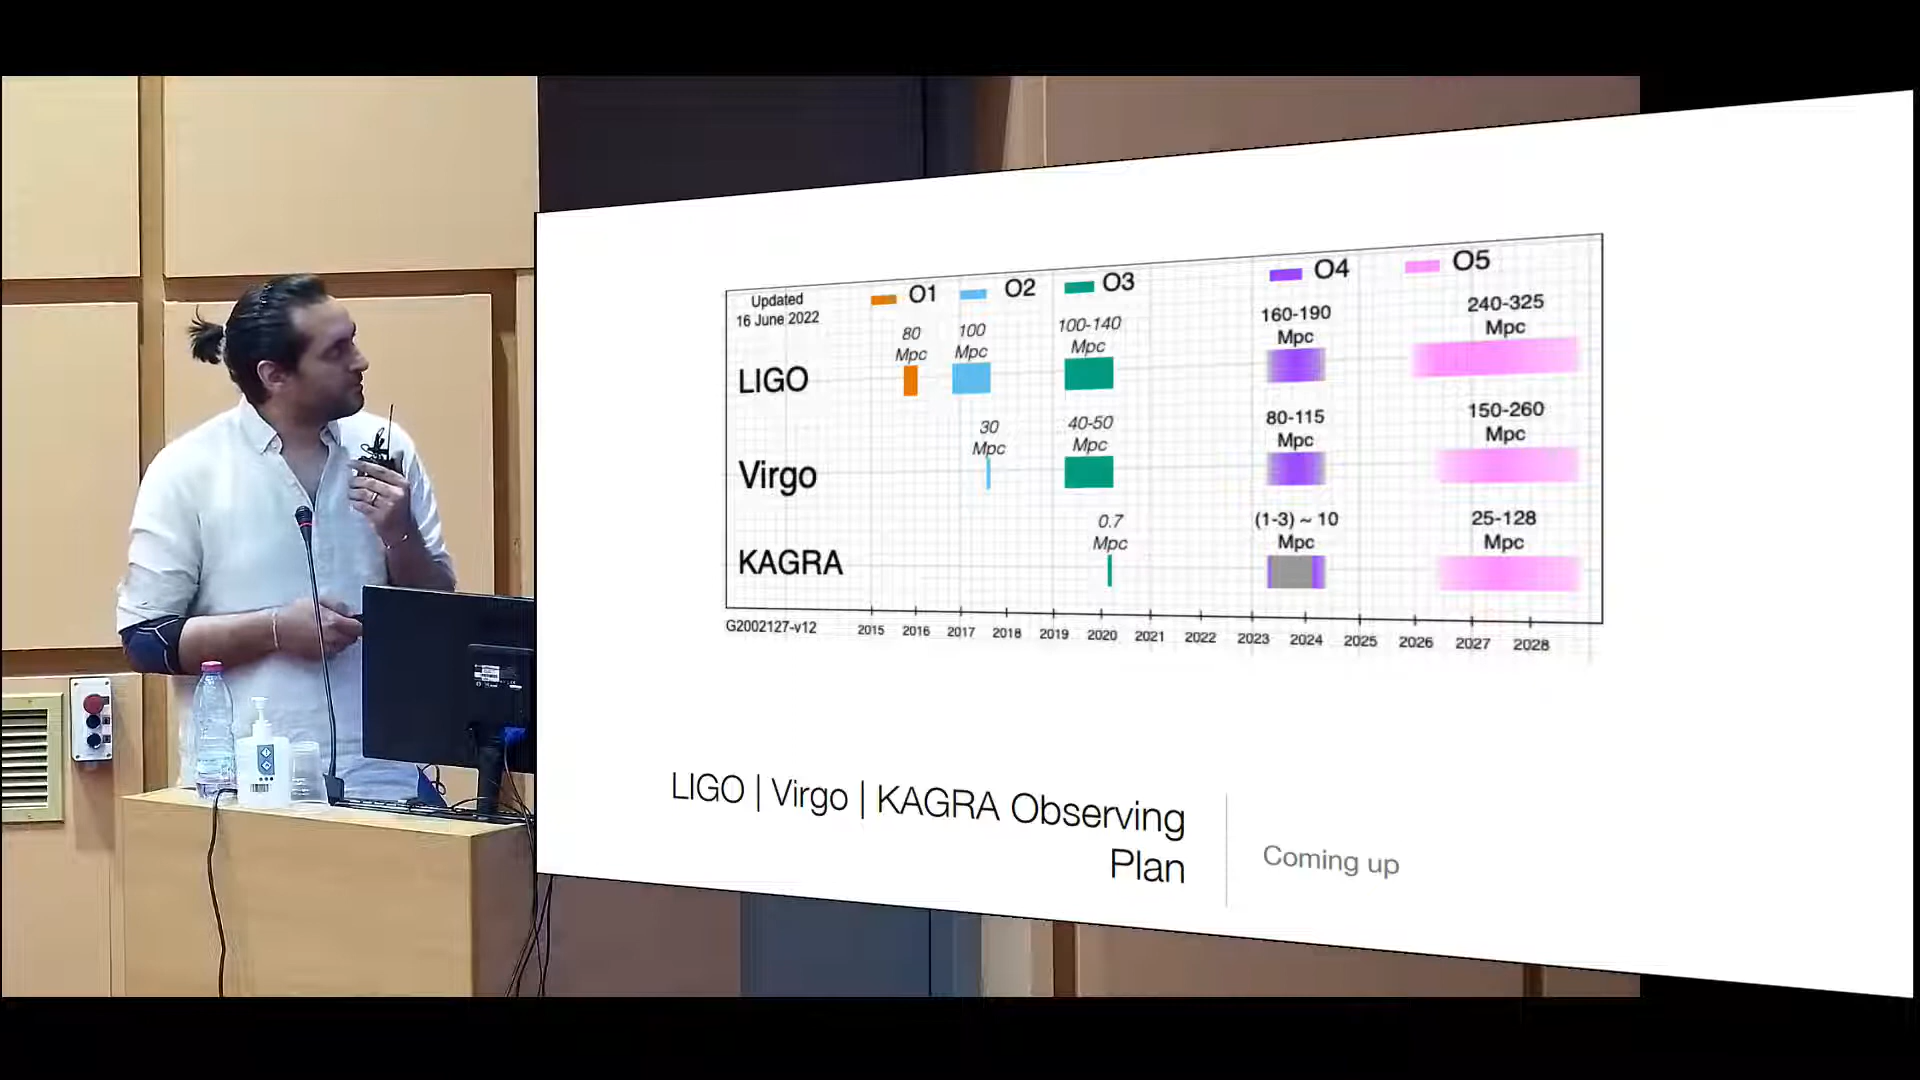 Updated
16 June 2022
O1
O2
O3
O4
O5
80
Mpc
100
Mpc
100-140
Mpc
160-190
Mpc
240-325
Mpc
LIGO
30
Mpc
40-50
Mpc
80-115
Mpc
150-260
Mpc
Virgo
0.7
Mpc
(1-3) ~ 10
Mpc
25-128
Mpc
KAGRA
G2002127-v12
2015 2016 2017 2018 2019 2020 2021 2022 2023 2024 2025 2026 2027 2028
LIGO | Virgo | KAGRA Observing
Plan
Coming up